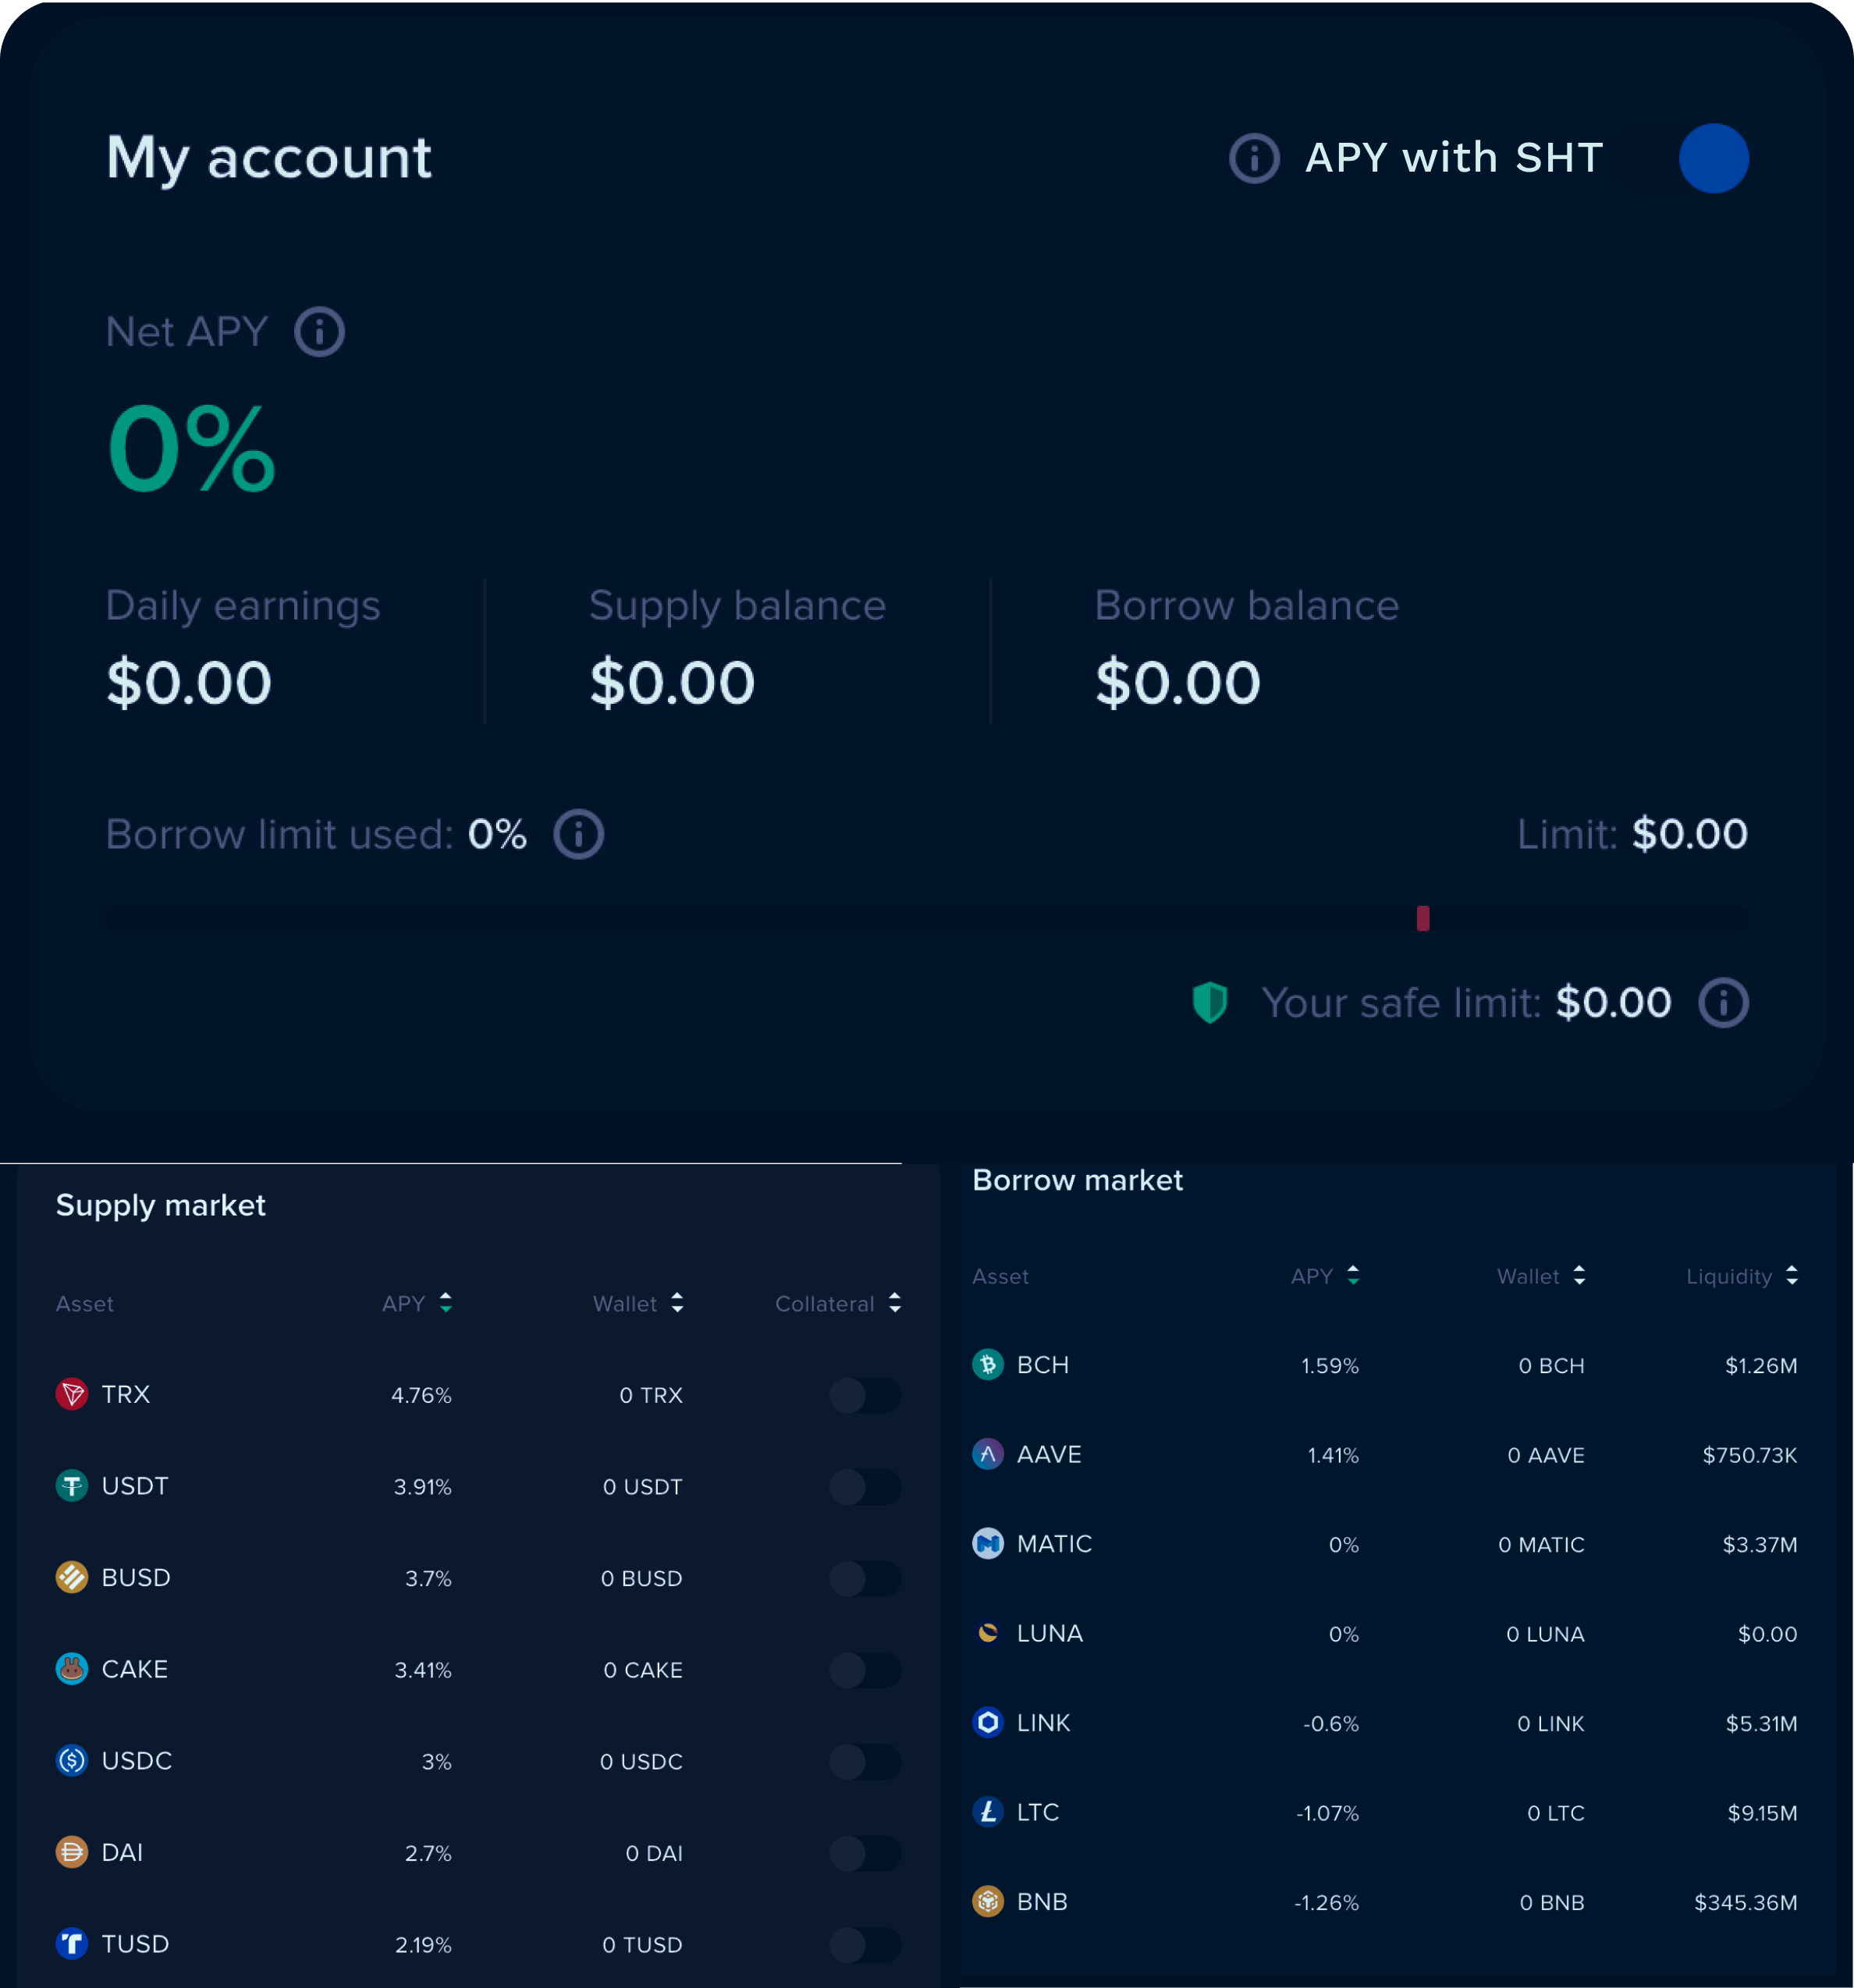 My account
APY with SHT
Net APY
0%
Daily earnings Supply balance Borrow balance
$0.00 $0.00 $0.00
Borrow limit used: 0% Limit: $0.00
Your safe limit: $0.00
Supply market
Asset APY Wallet Collateral
TRX 4.76% 0 TRX
USDT 3.91% 0 USDT
BUSD 3.7% 0 BUSD
CAKE 3.41% 0 CAKE
USDC 3% 0 USDC
DAI 2.7% 0 DAI
TUSD 2.19% 0 TUSD
Borrow market
Asset APY Wallet Liquidity
BCH 1.59% 0 BCH $1.26M
AAVE 1.41% 0 AAVE $750.73K
MATIC 0% 0 MATIC $3.37M
LUNA 0% 0 LUNA $0.00
LINK -0.6% 0 LINK $5.31M
LTC -1.07% 0 LTC $9.15M
BNB -1.26% 0 BNB $345.36M